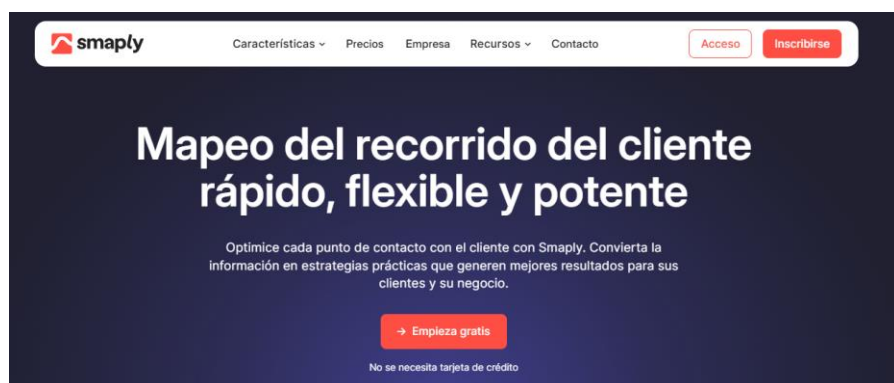 smaply
Características
Precios
Empresa
Recursos
Contacto
Acceso
Inscribirse
Mapeo del recorrido del cliente
rápido, flexible y potente
Optimice cada punto de contacto con el cliente con Smaply. Convierta la
información en estrategias prácticas que generen mejores resultados para sus
clientes y su negocio.
→ Empieza gratis
No se necesita tarjeta de crédito